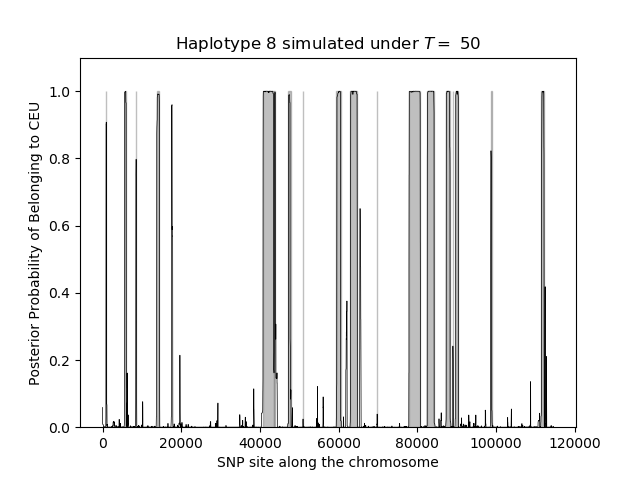 Haplotype 8 simulated under T = 50
Posterior Probability of Belonging to CEU
1.0
0.8
0.6
0.4
0.2
0.0
0 20000 40000 60000 80000 100000 120000
SNP site along the chromosome